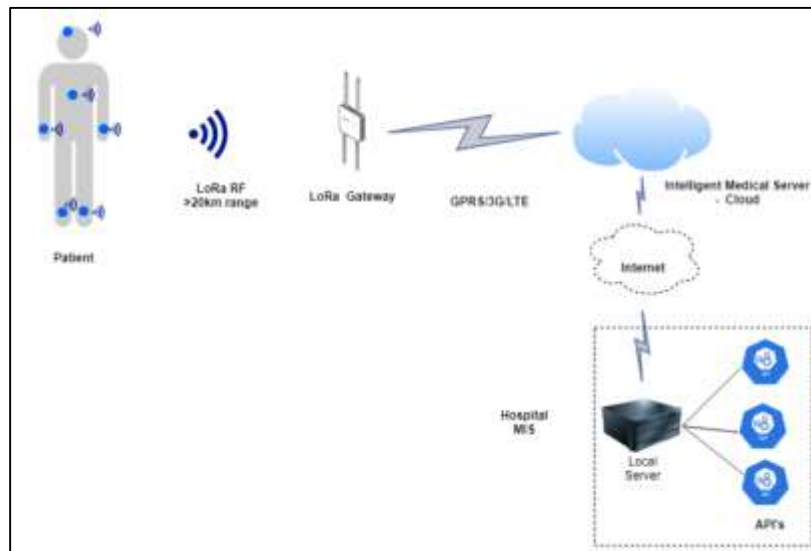 Patient
LoRa RF
>20km range
LoRa Gateway
GPRS/3G/LTE
Intelligent Medical Server
- Cloud
Internet
Hospital
MIS
Local
Server
API's